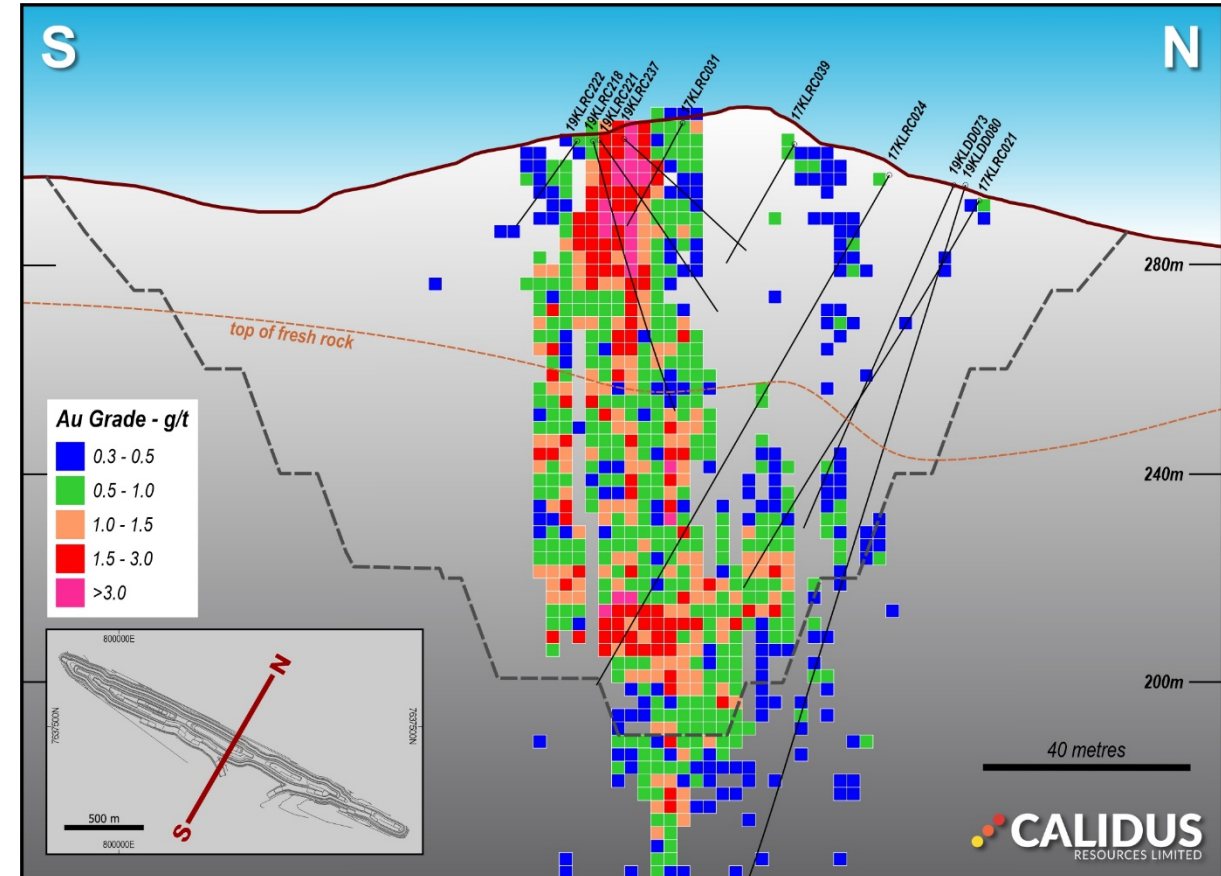 S
N
19KLRC222
19KLRC218
19KLRC221
19KLRC237
17KLRC031
17KLRC039
17KLRC024
19KLDD073
19KLDD080
17KLRC021
280m
top of fresh rock
Au Grade - g/t
0.3 - 0.5
0.5 - 1.0
1.0 - 1.5
1.5 - 3.0
>3.0
240m
200m
800000E
N
7637500N
7637500N
500 m
S
800000E
40 metres
CALIDUS
RESOURCES LIMITED